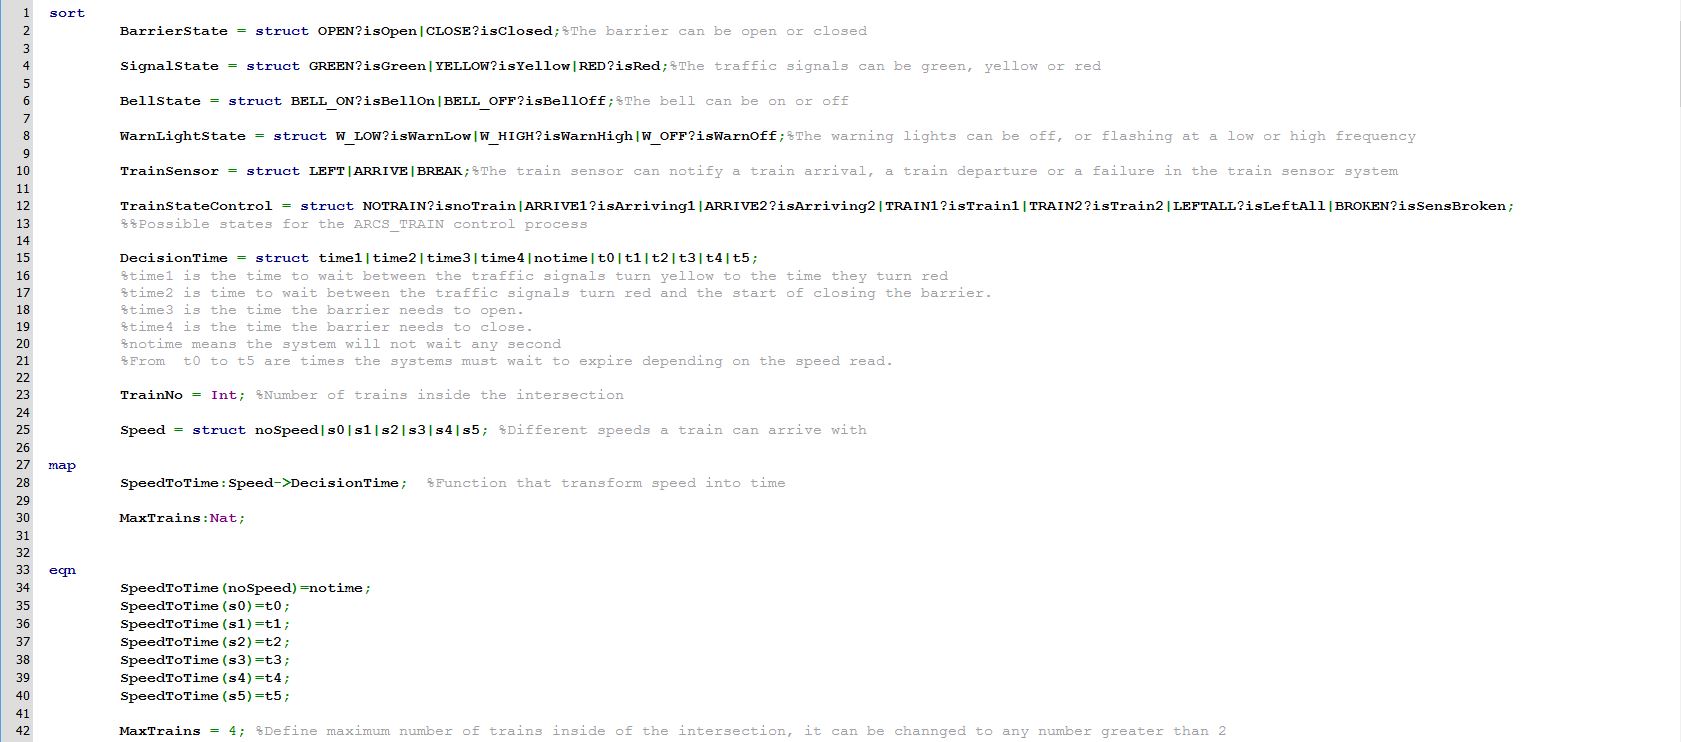 1 sort
2 BarrierState = struct OPEN?isOpen|CLOSE?isClosed;%The barrier can be open or closed
3
4 SignalState = struct GREEN?isGreen|YELLOW?isYellow|RED?isRed;%The traffic signals can be green, yellow or red
5
6 BellState = struct BELL_ON?isBellOn|BELL_OFF?isBellOff;%The bell can be on or off
7
8 WarnLightState = struct W_LOW?isWarnLow|W_HIGH?isWarnHigh|W_OFF?isWarnOff;%The warning lights can be off, or flashing at a low or high frequency
9
10 TrainSensor = struct LEFT|ARRIVE|BREAK;%The train sensor can notify a train arrival, a train departure or a failure in the train sensor system
11
12 TrainStateControl = struct NOTRAIN?isnoTrain|ARRIVE1?isArriving1|ARRIVE2?isArriving2|TRAIN1?isTrain1|TRAIN2?isTrain2|LEFTALL?isLeftAll|BROKEN?isSensBroken;
13 %%Possible states for the ARCS_TRAIN control process
14
15 DecisionTime = struct time1|time2|time3|time4|notime|t0|t1|t2|t3|t4|t5;
16 %time1 is the time to wait between the traffic signals turn yellow to the time they turn red
17 %time2 is time to wait between the traffic signals turn red and the start of closing the barrier.
18 %time3 is the time the barrier needs to open.
19 %time4 is the time the barrier needs to close.
20 %notime means the system will not wait any second
21 %From  t0 to t5 are times the systems must wait to expire depending on the speed read.
22
23 TrainNo = Int; %Number of trains inside the intersection
24
25 Speed = struct noSpeed|s0|s1|s2|s3|s4|s5; %Different speeds a train can arrive with
26
27 map
28 SpeedToTime:Speed->DecisionTime;  %Function that transform speed into time
29
30 MaxTrains:Nat;
31
32
33 eqn
34 SpeedToTime(noSpeed)=notime;
35 SpeedToTime(s0)=t0;
36 SpeedToTime(s1)=t1;
37 SpeedToTime(s2)=t2;
38 SpeedToTime(s3)=t3;
39 SpeedToTime(s4)=t4;
40 SpeedToTime(s5)=t5;
41
42 MaxTrains = 4; %Define maximum number of trains inside of the intersection, it can be channged to any number greater than 2